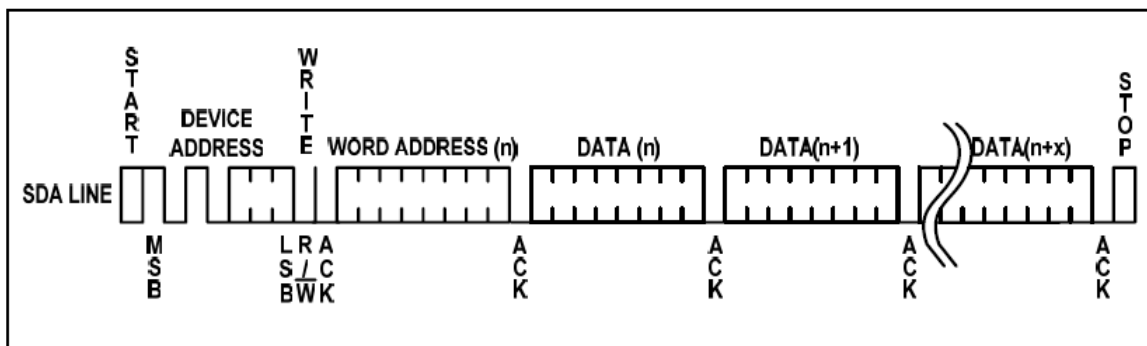 START
DEVICE ADDRESS
WRITE
WORD ADDRESS (n)
DATA (n)
DATA(n+1)
DATA(n+x)
STOP
SDA LINE
MSB
LSB
R/W
ACK
ACK
ACK
ACK
ACK